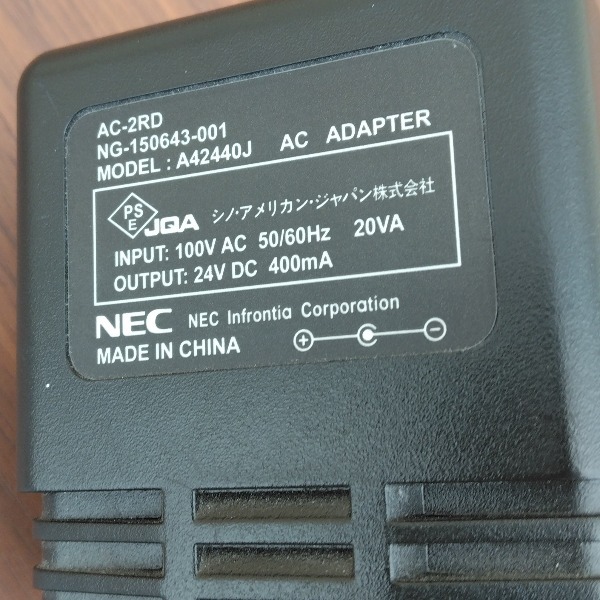 AC-2RD
NG-150643-001
MODEL : A42440J AC ADAPTER
PSE JQA シノ・アメリカン・ジャパン株式会社
INPUT: 100V AC 50/60Hz 20VA
OUTPUT: 24V DC 400mA
NEC NEC Infrontia Corporation
MADE IN CHINA + -